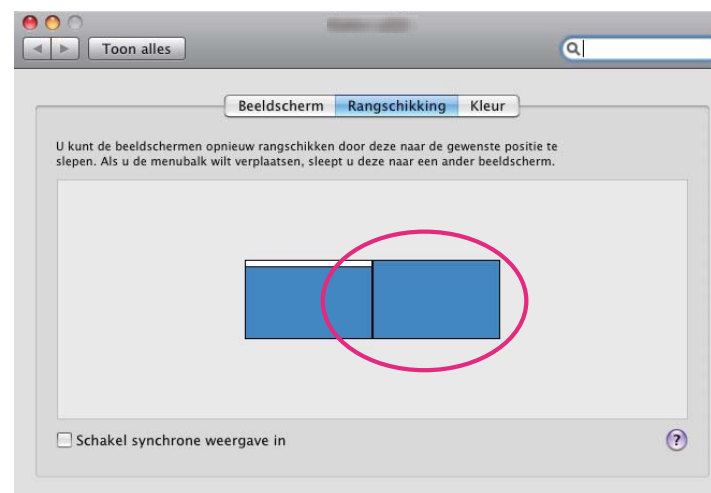 Toon alles
Beeldscherm Rangschikking Kleur
U kunt de beeldschermen opnieuw rangschikken door deze naar de gewenste positie te
slepen. Als u de menubalk wilt verplaatsen, sleept u deze naar een ander beeldscherm.
Schakel synchrone weergave in
?